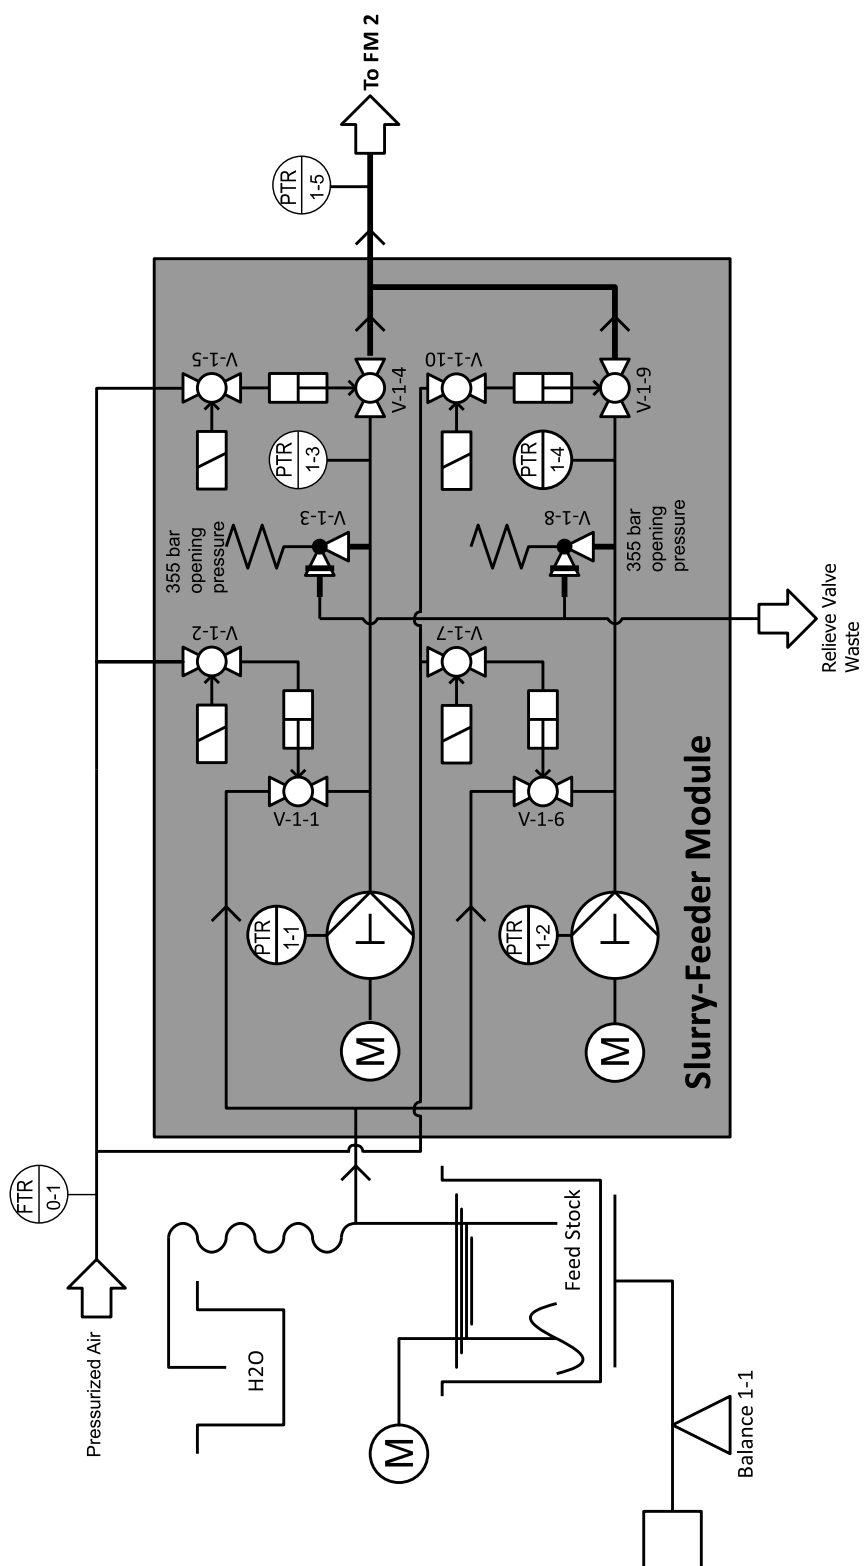 To FM 2
PTR
1-5
V-1-5
V-1-4
V-1-10
V-1-9
PTR
1-3
PTR
1-4
355 bar
opening
pressure
V-1-3
V-1-8
355 bar
opening
pressure
V-1-2
V-1-7
Relieve Valve
Waste
V-1-1
V-1-6
PTR
1-1
PTR
1-2
M
M
Slurry-Feeder Module
FTR
0-1
Pressurized Air
H2O
Feed Stock
M
Balance 1-1